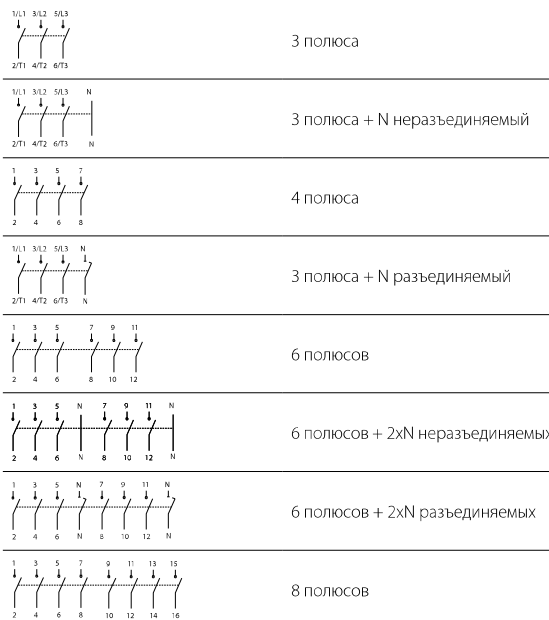 1/L1 3/L2 5/L3
2/T1 4/T2 6/T3
3 полюса
1/L1 3/L2 5/L3 N
2/T1 4/T2 6/T3 N
3 полюса + N неразъединяемый
1 3 5 7
2 4 6 8
4 полюса
1/L1 3/L2 5/L3 N
2/T1 4/T2 6/T3 N
3 полюса + N разъединяемый
1 3 5 7 9 11
2 4 6 8 10 12
6 полюсов
1 3 5 N 7 9 11 N
2 4 6 N 8 10 12 N
6 полюсов + 2xN неразъединяемых
1 3 5 N 7 9 11 N
2 4 6 N 8 10 12 N
6 полюсов + 2xN разъединяемых
1 3 5 7 9 11 13 15
2 4 6 8 10 12 14 16
8 полюсов